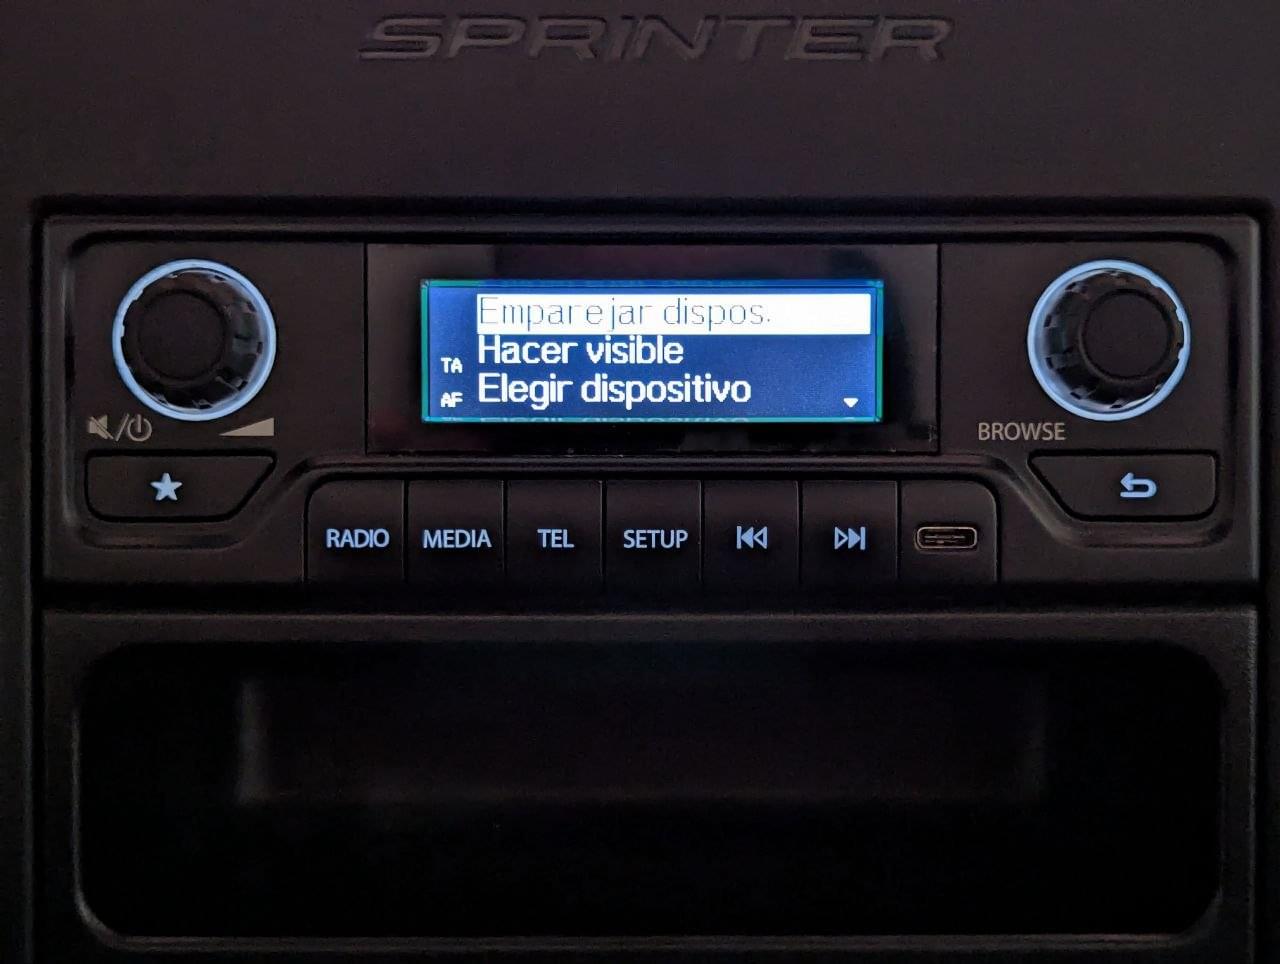 SPRINTER
Emparejar dispos.
Hacer visible
TA
Elegir dispositivo
AF
BROWSE
RADIO
MEDIA
TEL
SETUP